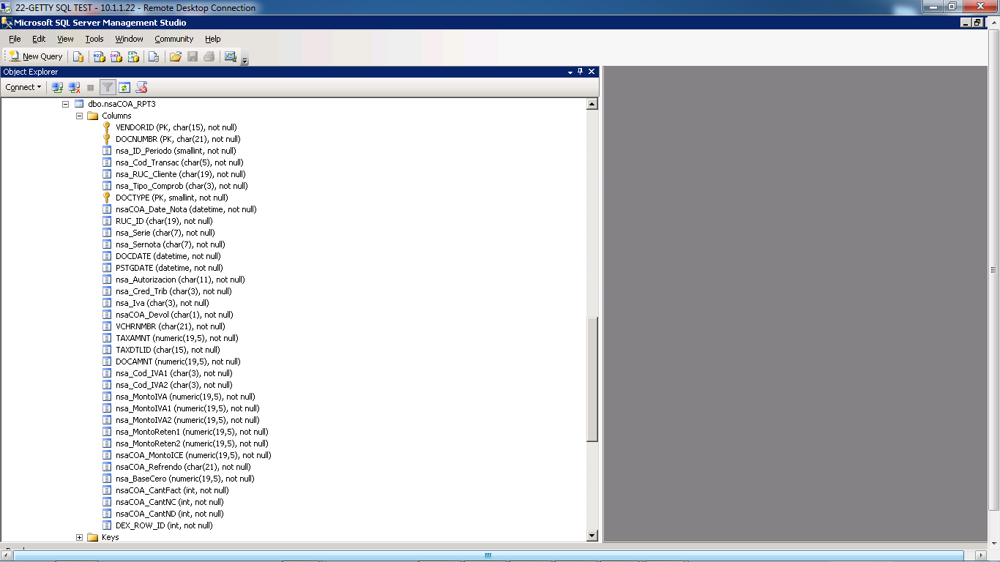 22-GETTY SQL TEST - 10.1.1.22 - Remote Desktop Connection
Microsoft SQL Server Management Studio
File Edit View Tools Window Community Help
New Query
Object Explorer
Connect
dbo.nsaCOA_RPT3
Columns
VENDORID (PK, char(15), not null)
DOCNUMBR (PK, char(21), not null)
nsa_ID_Periodo (smallint, not null)
nsa_Cod_Transac (char(5), not null)
nsa_RUC_Cliente (char(19), not null)
nsa_Tipo_Comprob (char(3), not null)
DOCTYPE (PK, smallint, not null)
nsaCOA_Date_Nota (datetime, not null)
RUC_ID (char(19), not null)
nsa_Serie (char(7), not null)
nsa_Sernota (char(7), not null)
DOCDATE (datetime, not null)
PSTGDATE (datetime, not null)
nsa_Autorizacion (char(11), not null)
nsa_Cred_Trib (char(3), not null)
nsa_Iva (char(3), not null)
nsaCOA_Devol (char(1), not null)
VCHRNMBR (char(21), not null)
TAXAMNT (numeric(19,5), not null)
TAXDTLID (char(15), not null)
DOCAMNT (numeric(19,5), not null)
nsa_Cod_IVA1 (char(3), not null)
nsa_Cod_IVA2 (char(3), not null)
nsa_MontoIVA (numeric(19,5), not null)
nsa_MontoIVA1 (numeric(19,5), not null)
nsa_MontoIVA2 (numeric(19,5), not null)
nsa_MontoReten1 (numeric(19,5), not null)
nsa_MontoReten2 (numeric(19,5), not null)
nsaCOA_MontoICE (numeric(19,5), not null)
nsaCOA_Refrendo (char(21), not null)
nsa_BaseCero (numeric(19,5), not null)
nsaCOA_CantFact (int, not null)
nsaCOA_CantNC (int, not null)
nsaCOA_CantND (int, not null)
DEX_ROW_ID (int, not null)
Keys